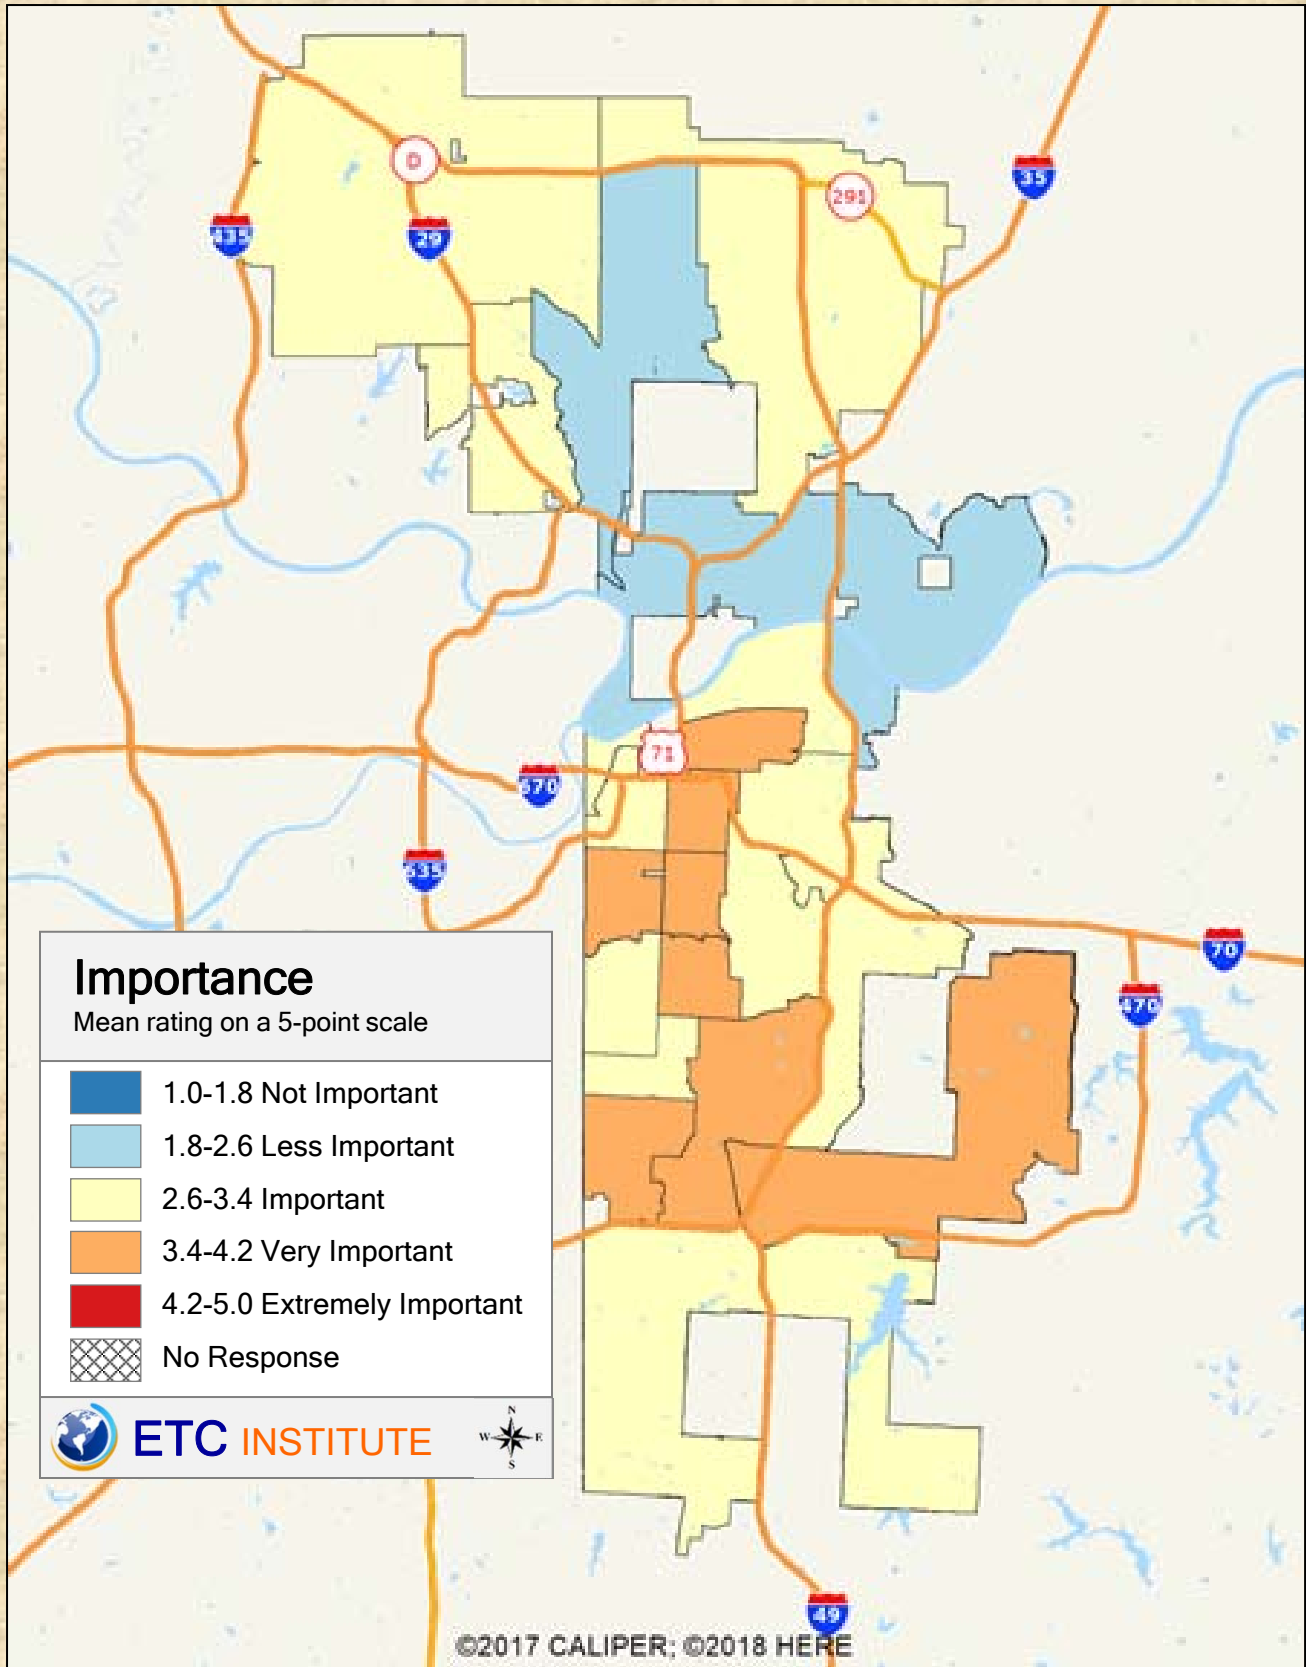 D
291
35
435
29
71
670
635
70
470
Importance
Mean rating on a 5-point scale
1.0-1.8 Not Important
1.8-2.6 Less Important
2.6-3.4 Important
3.4-4.2 Very Important
4.2-5.0 Extremely Important
No Response
ETC INSTITUTE
N
W E
S
49
©2017 CALIPER; ©2018 HERE